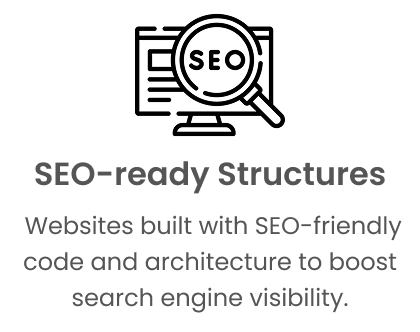 SEO
SEO-ready Structures
Websites built with SEO-friendly
code and architecture to boost
search engine visibility.